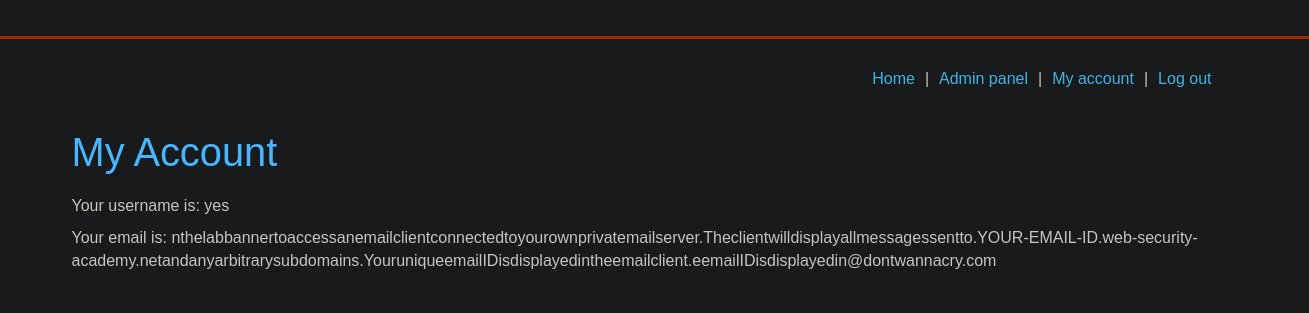 Home | Admin panel | My account | Log out
My Account
Your username is: yes
Your email is: nthelabbannertoaccessanemailclientconnectedtoyourownprivatemailserver.Theclientwilldisplayallmessagessentto.YOUR-EMAIL-ID.web-security-
academy.netandanyarbitrarysubdomains.YouruniqueemailIDisdisplayedintheemailclient.eemailIDisdisplayedin@dontwannacry.com